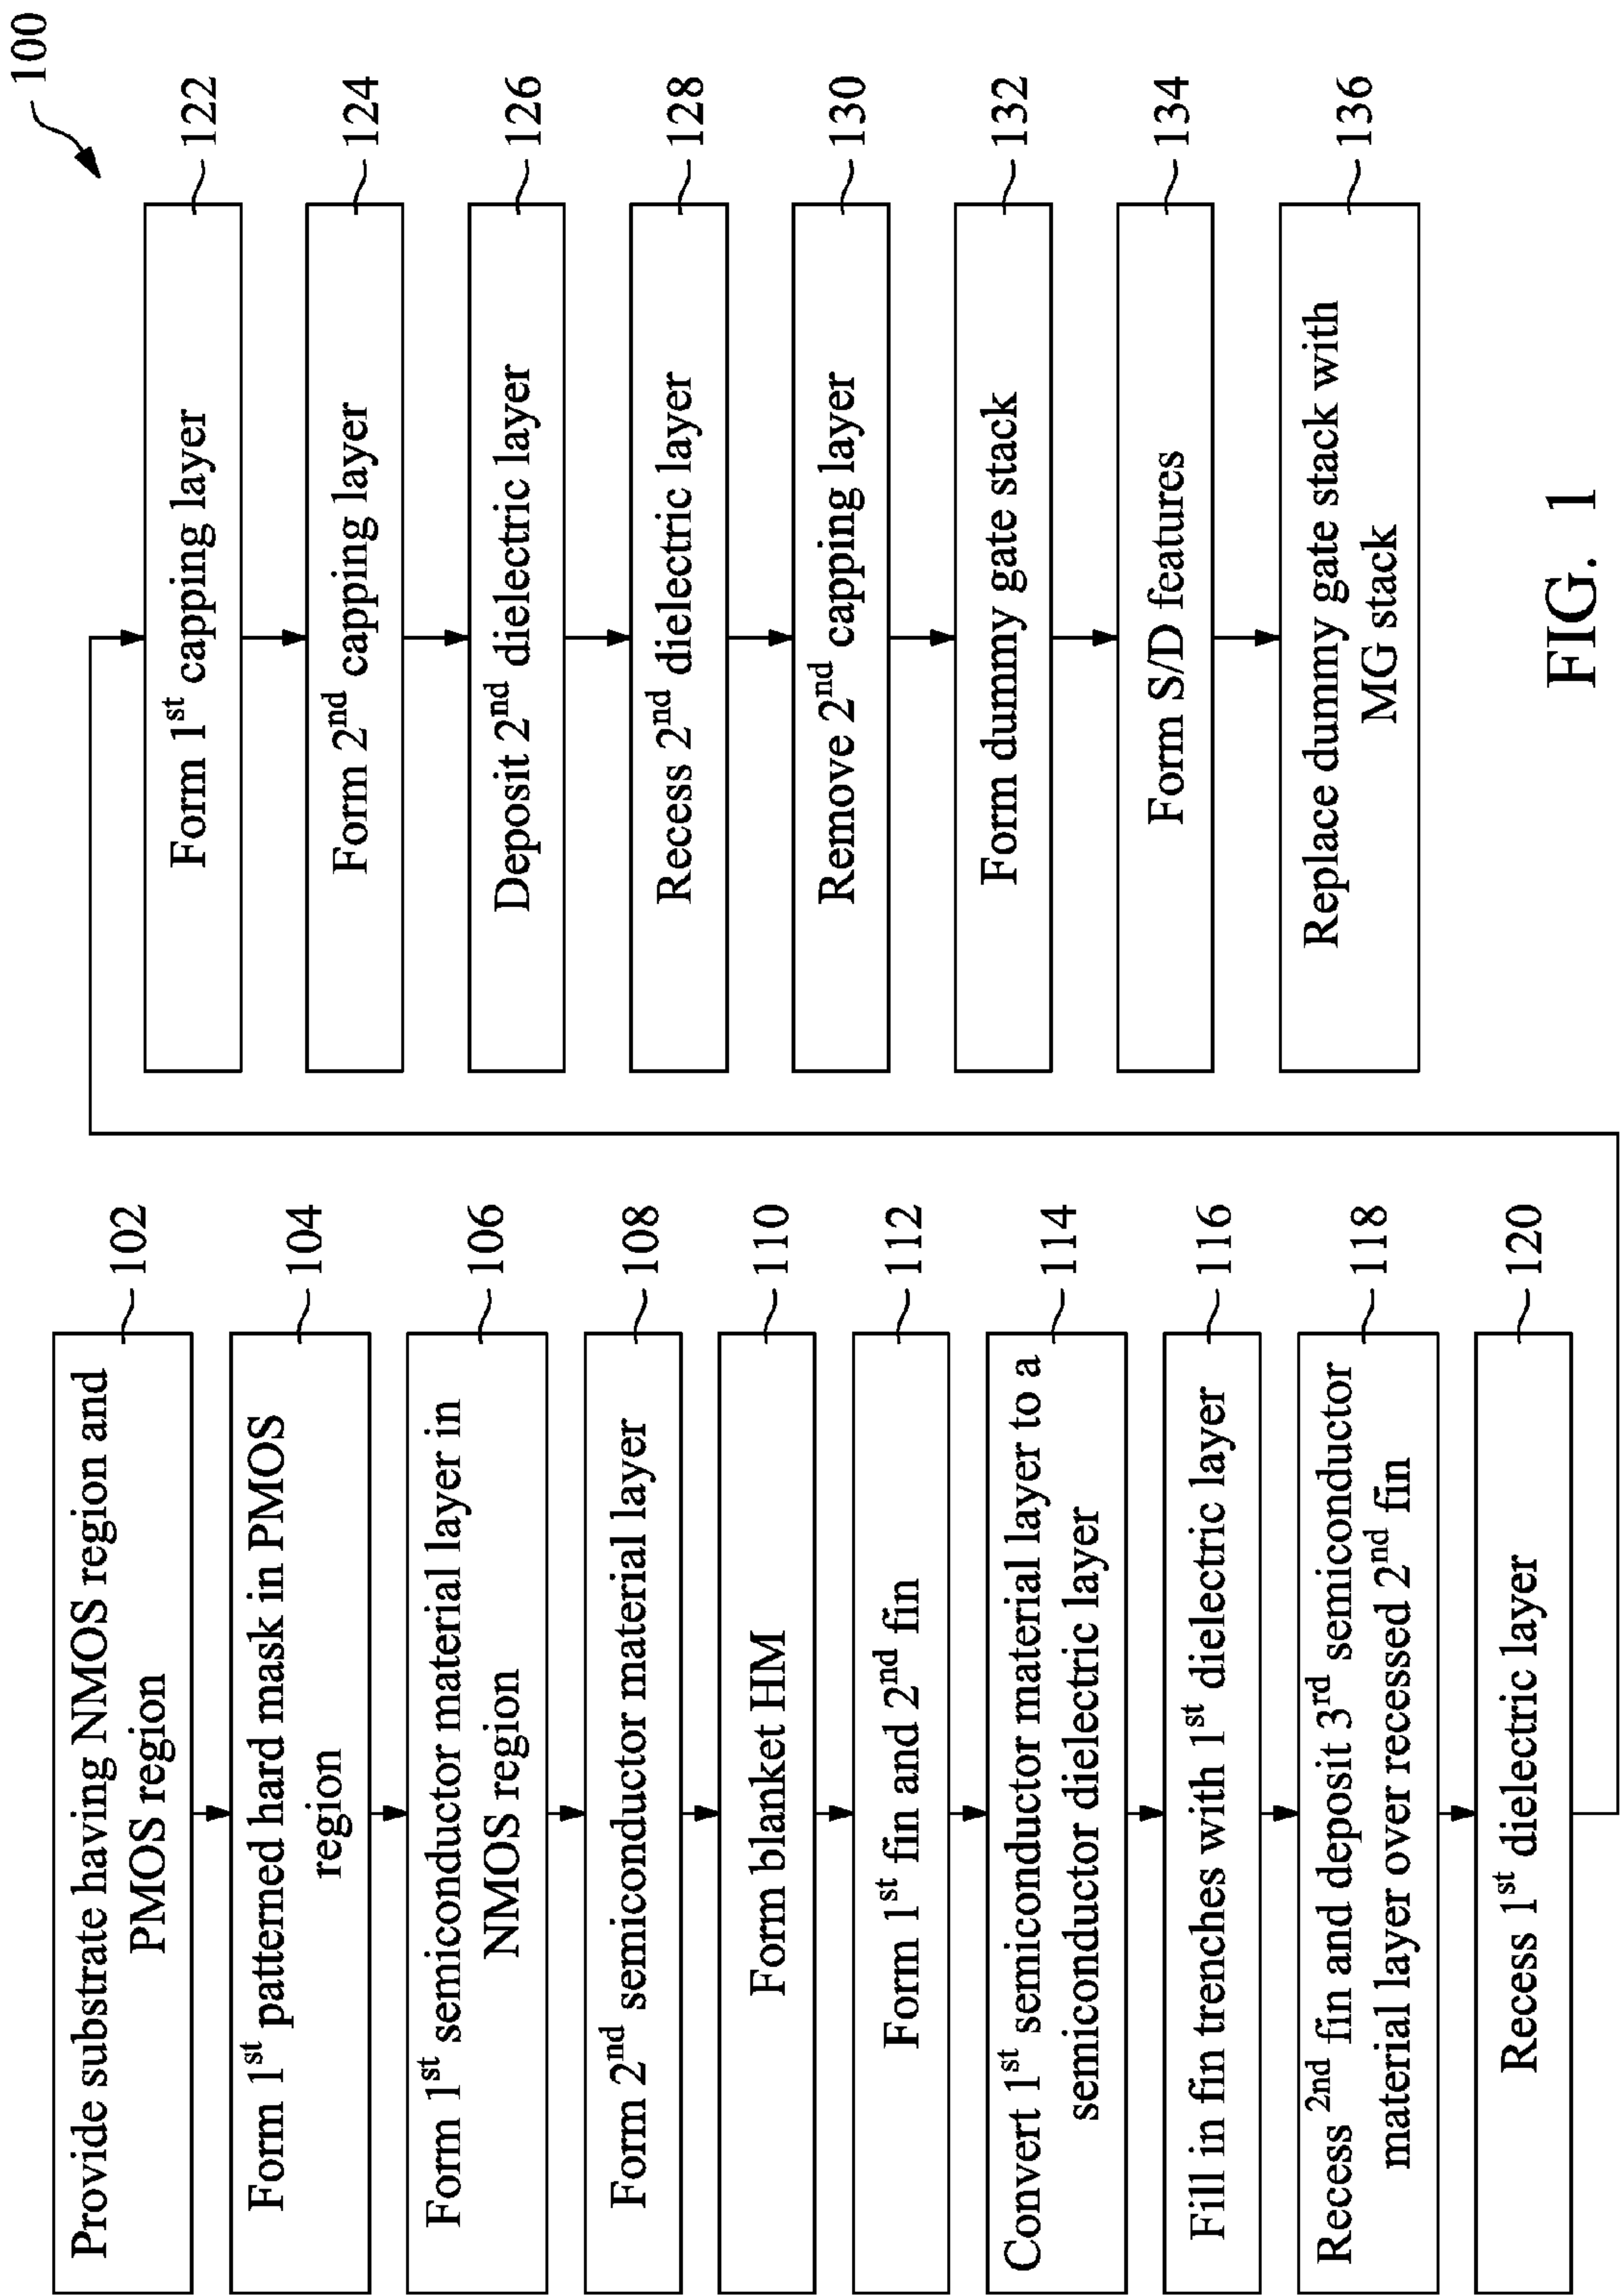 100
Provide substrate having NMOS region and
PMOS region
102
Form 1st patterned hard mask in PMOS
region
104
Form 1st semiconductor material layer in
NMOS region
106
Form 2nd semiconductor material layer
108
Form blanket HM
110
Form 1st fin and 2nd fin
112
Convert 1st semiconductor material layer to a
semiconductor dielectric layer
114
Fill in fin trenches with 1st dielectric layer
116
Recess 2nd fin and deposit 3rd semiconductor
material layer over recessed 2nd fin
118
Recess 1st dielectric layer
120
Form 1st capping layer
122
Form 2nd capping layer
124
Deposit 2nd dielectric layer
126
Recess 2nd dielectric layer
128
Remove 2nd capping layer
130
Form dummy gate stack
132
Form S/D features
134
Replace dummy gate stack with
MG stack
136
FIG. 1